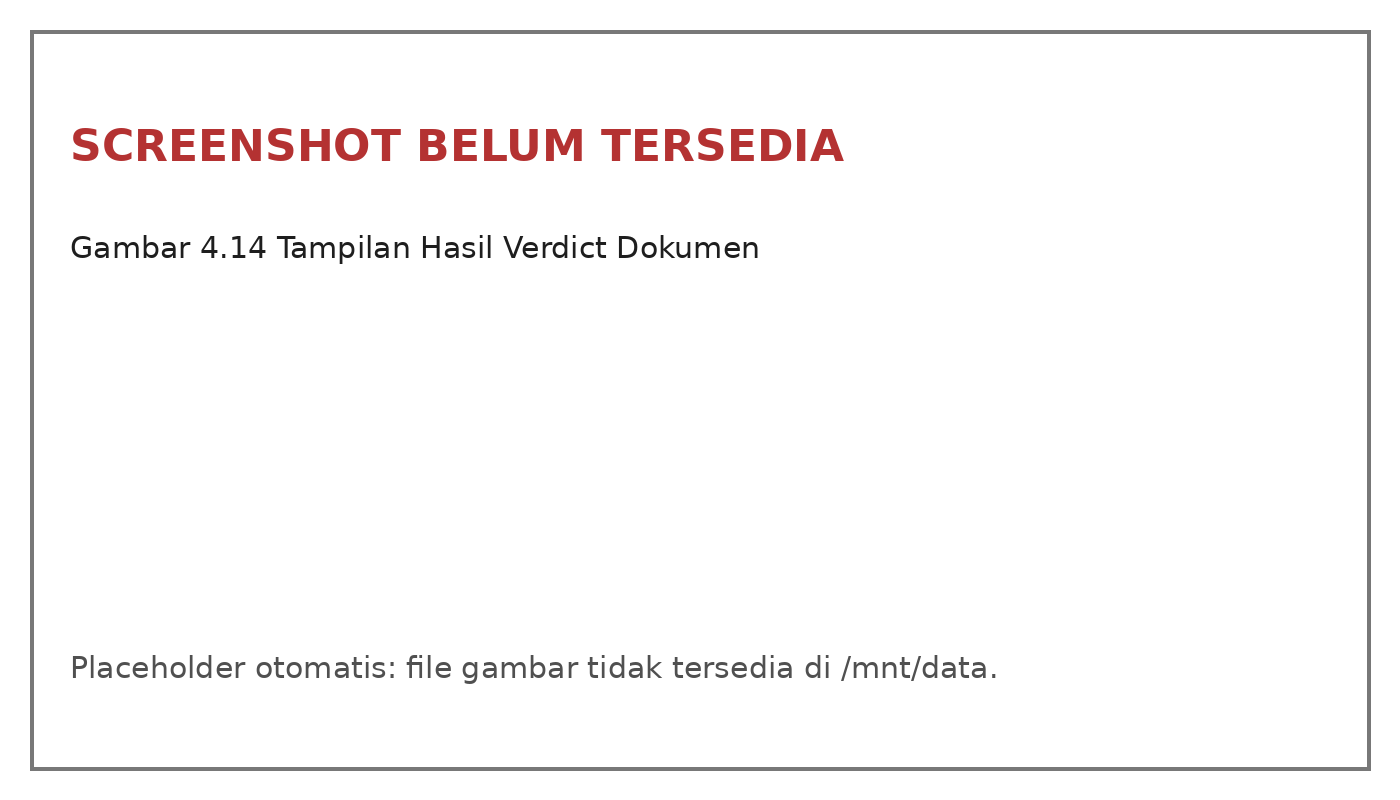 SCREENSHOT BELUM TERSEDIA
Gambar 4.14 Tampilan Hasil Verdict Dokumen
Placeholder otomatis: file gambar tidak tersedia di /mnt/data.